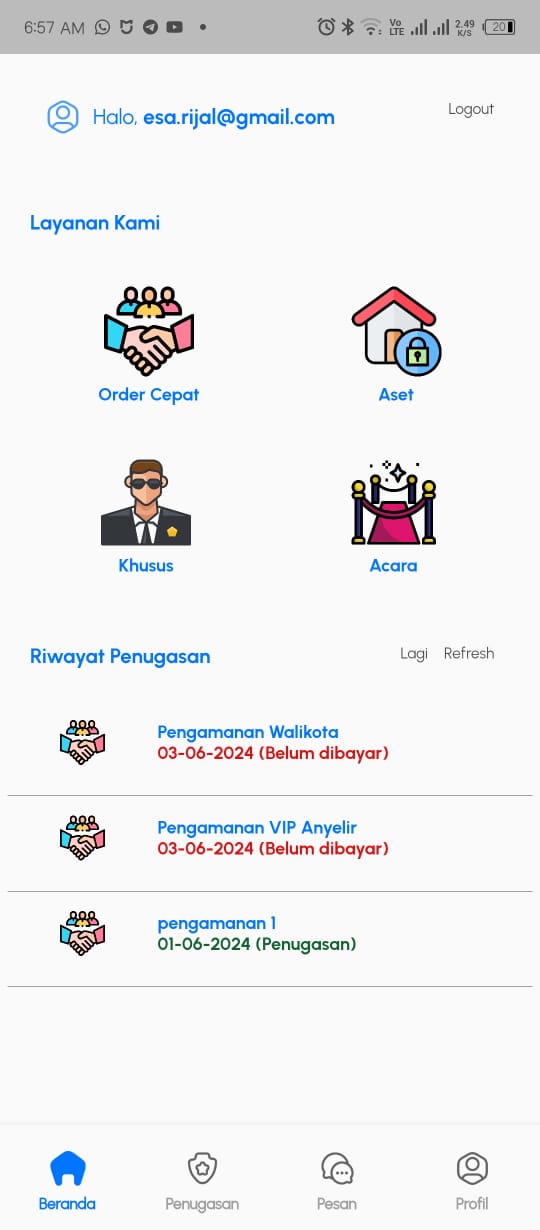 6:57 AM
Vo LTE 2.49 K/S 20
Halo, esa.rijal@gmail.com
Logout
Layanan Kami
Order Cepat
Aset
Khusus
Acara
Riwayat Penugasan
Lagi Refresh
Pengamanan Walikota
03-06-2024 (Belum dibayar)
Pengamanan VIP Anyelir
03-06-2024 (Belum dibayar)
pengamanan 1
01-06-2024 (Penugasan)
Beranda Penugasan Pesan Profil